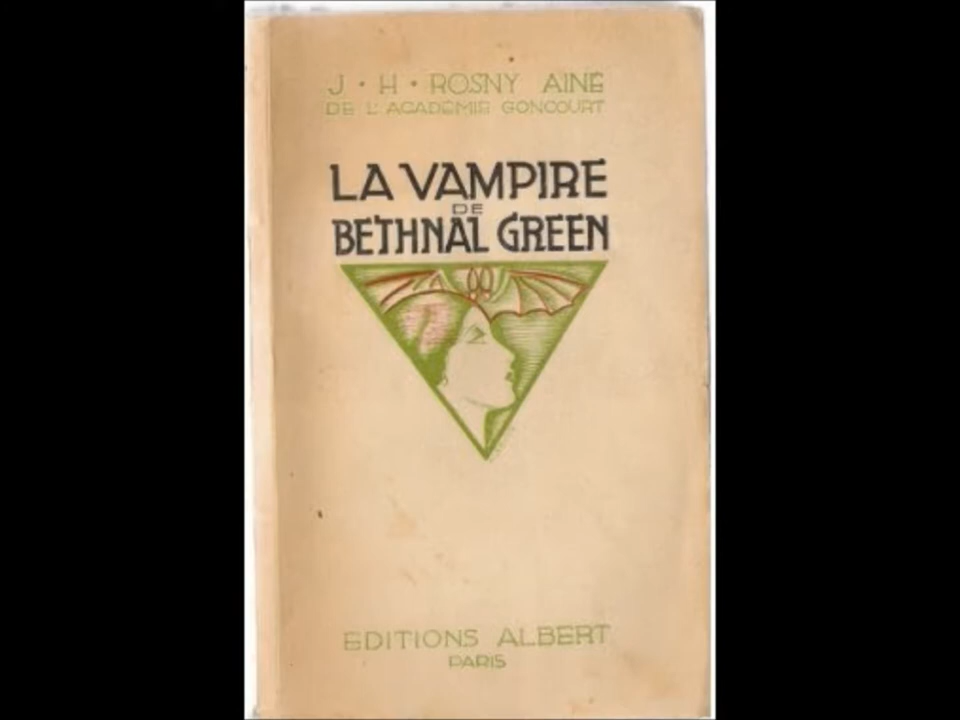 J · H · ROSNY AINÉ
DE L'ACADÉMIE GONCOURT
LA VAMPIRE
DE
BETHNAL GREEN
EDITIONS ALBERT
PARIS